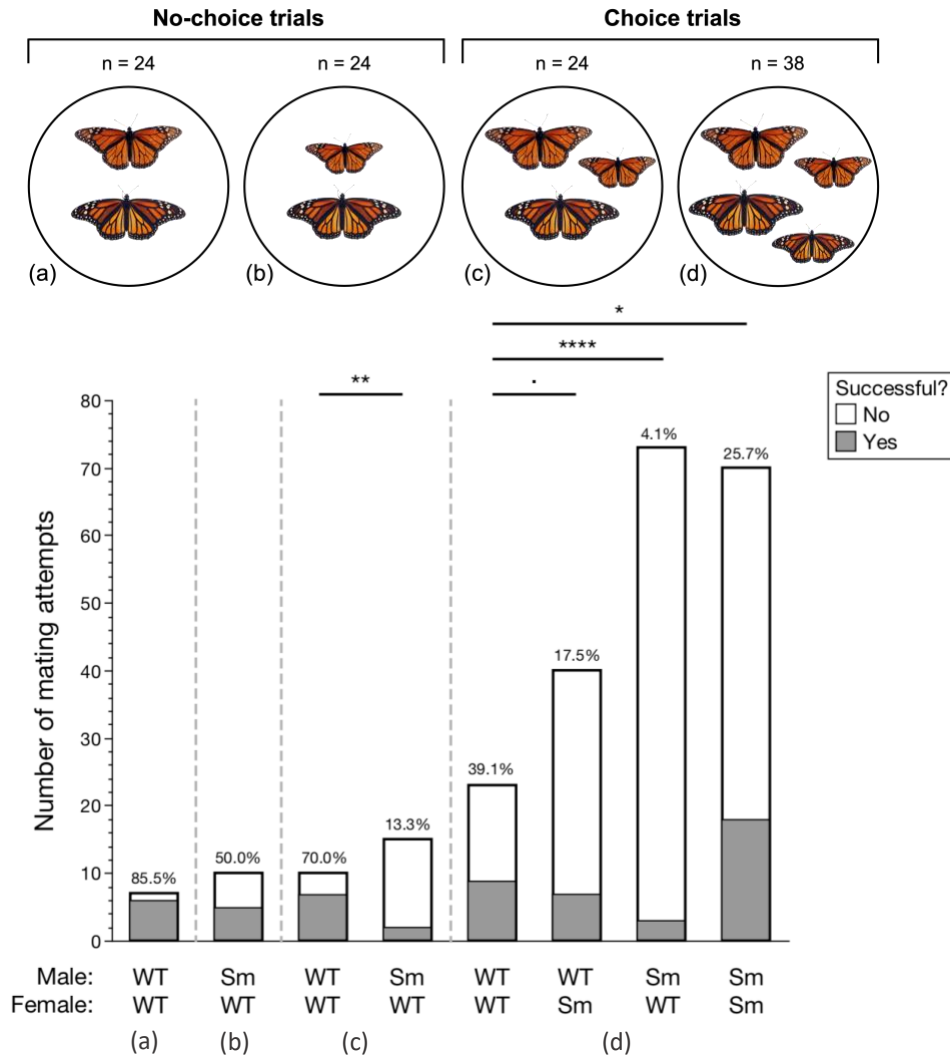 No-choice trials
Choice trials
n = 24
n = 24
n = 24
n = 38
(a)
(b)
(c)
(d)
*
****
**
.
Successful?
No
Yes
Number of mating attempts
80
70
60
50
40
30
20
10
0
85.5%
50.0%
70.0%
13.3%
39.1%
17.5%
4.1%
25.7%
Male: WT Sm WT Sm WT WT Sm Sm
Female: WT WT WT WT WT Sm WT Sm
(a) (b) (c) (d)